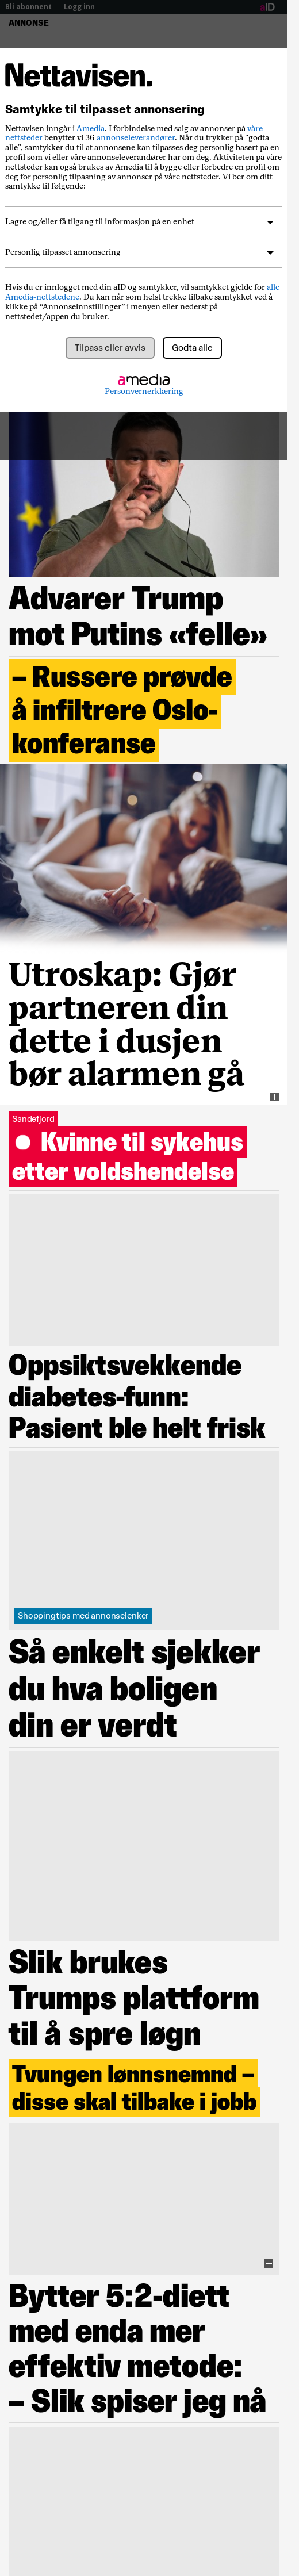 Bli abonnent | Logg inn
aID
ANNONSE
Nettavisen.
Samtykke til tilpasset annonsering
Nettavisen inngår i Amedia. I forbindelse med salg av annonser på våre
nettsteder benytter vi 36 annonseleverandører. Når du trykker på "godta
alle", samtykker du til at annonsene kan tilpasses deg personlig basert på en
profil som vi eller våre annonseleverandører har om deg. Aktiviteten på våre
nettsteder kan også brukes av Amedia til å bygge eller forbedre en profil om
deg for personlig tilpasning av annonser på våre nettsteder. Vi ber om ditt
samtykke til følgende:
Lagre og/eller få tilgang til informasjon på en enhet
Personlig tilpasset annonsering
Hvis du er innlogget med din aID og samtykker, vil samtykket gjelde for alle
Amedia-nettstedene. Du kan når som helst trekke tilbake samtykket ved å
klikke på “Annonseinnstillinger” i menyen eller nederst på
nettstedet/appen du bruker.
Tilpass eller avvis
Godta alle
amedia
Personvernerklæring
Advarer Trump
mot Putins «felle»
– Russere prøvde
å infiltrere Oslo-
konferanse
Utroskap: Gjør
partneren din
dette i dusjen
bør alarmen gå
Sandefjord
Kvinne til sykehus
etter voldshendelse
Oppsiktsvekkende
diabetes-funn:
Pasient ble helt frisk
Shoppingtips med annonselenker
Så enkelt sjekker
du hva boligen
din er verdt
Slik brukes
Trumps plattform
til å spre løgn
Tvungen lønnsnemnd –
disse skal tilbake i jobb
Bytter 5:2-diett
med enda mer
effektiv metode:
– Slik spiser jeg nå